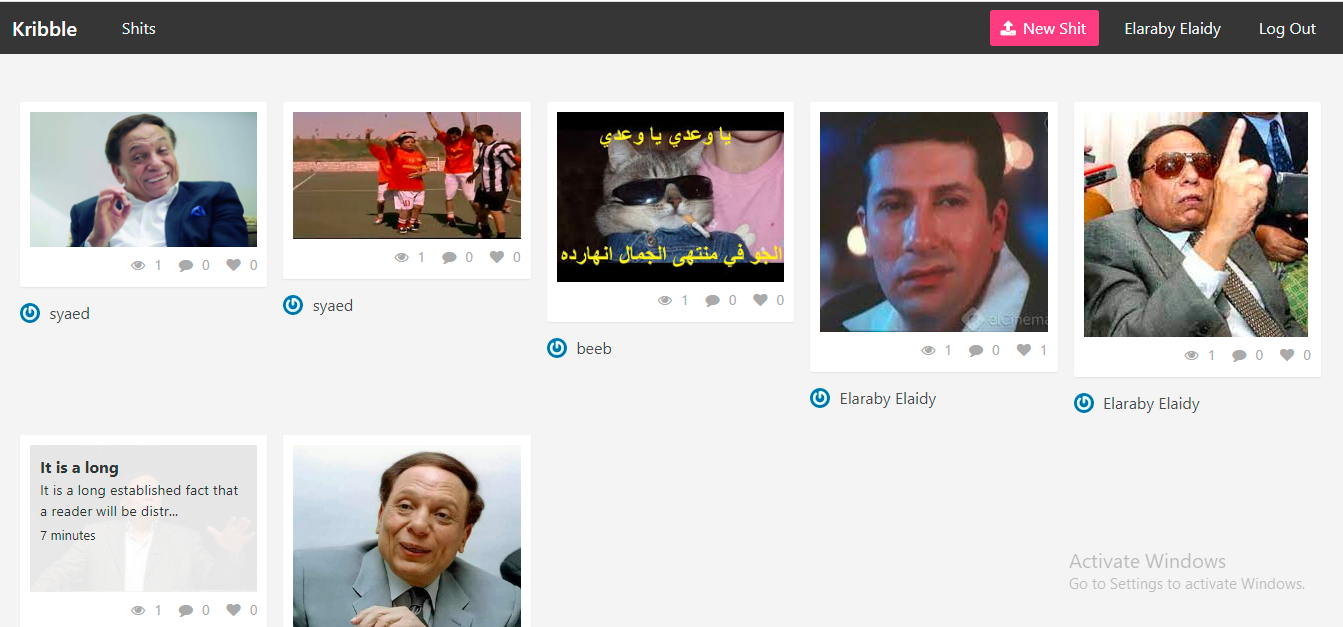 Kribble
Shits
New Shit
Elaraby Elaidy
Log Out
يا وعدي يا وعدي
الجو في منتهى الجمال انهارده
10
elcinema
1 0 0
syaed
1 0 0
syaed
1 0 0
beeb
1 0 1
Elaraby Elaidy
1 0 0
Elaraby Elaidy
It is a long
It is a long established fact that
a reader will be distr...
7 minutes
1 0 0
Activate Windows
Go to Settings to activate Windows.